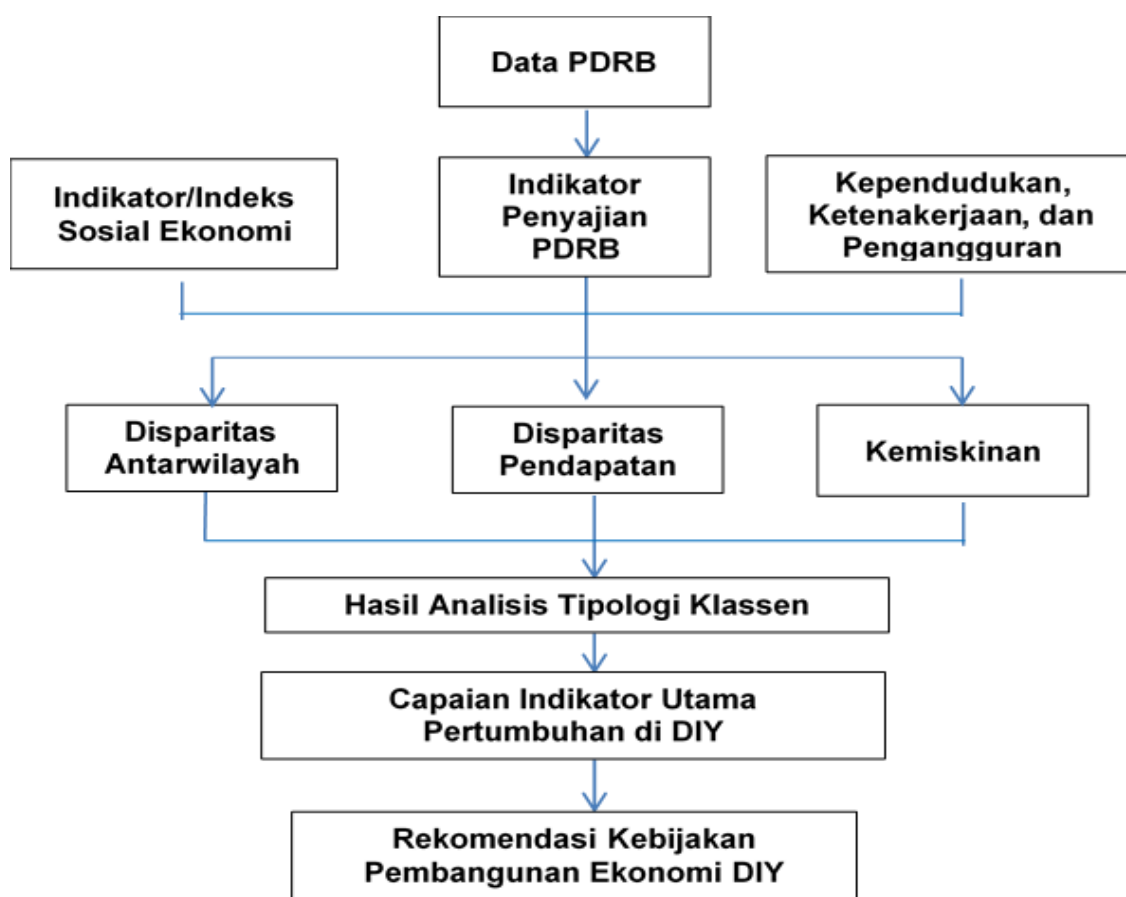 Data PDRB
Indikator/Indeks
Sosial Ekonomi
Indikator
Penyajian
PDRB
Kependudukan,
Ketenakerjaan, dan
Pengangguran
Disparitas
Antarwilayah
Disparitas
Pendapatan
Kemiskinan
Hasil Analisis Tipologi Klassen
Capaian Indikator Utama
Pertumbuhan di DIY
Rekomendasi Kebijakan
Pembangunan Ekonomi DIY